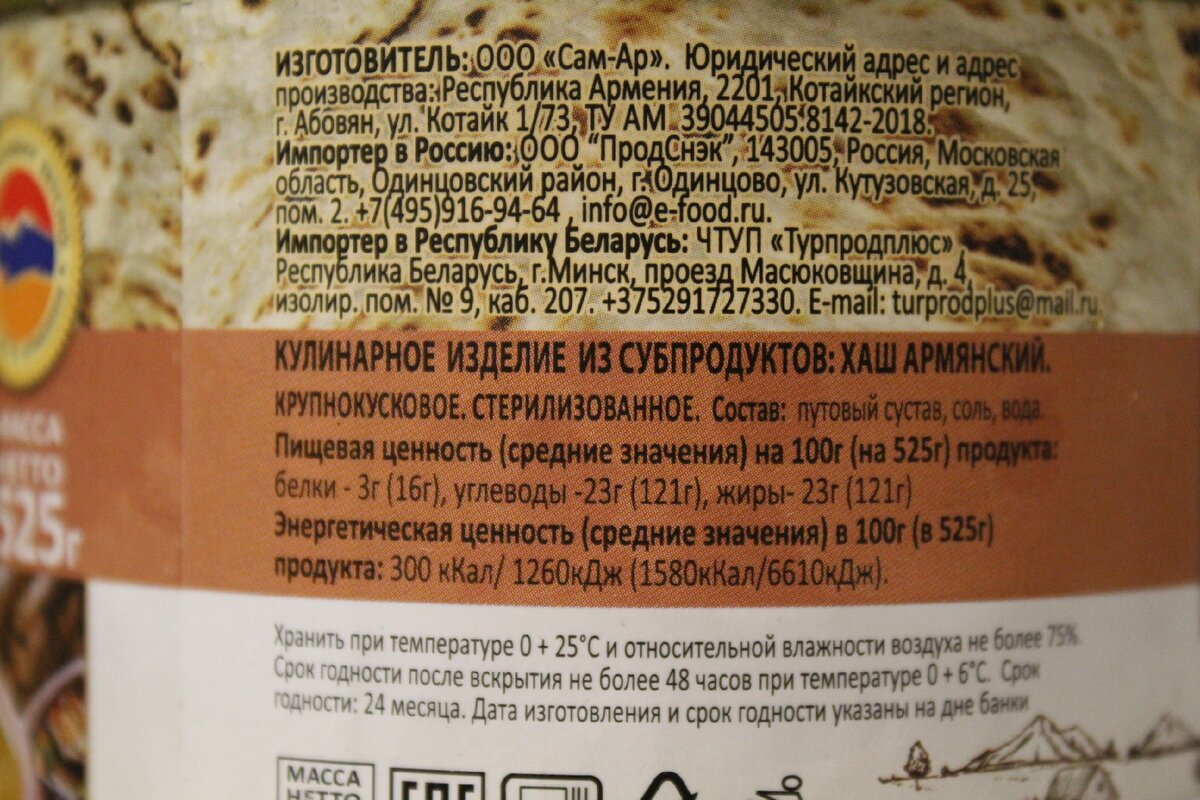 ИЗГОТОВИТЕЛЬ: ООО «Сам-Ар». Юридический адрес и адрес
производства: Республика Армения, 2201, Котайкский регион,
г. Абовян, ул. Котайк 1/73, ТУ АМ 39044505.8142-2018.
Импортер в Россию: ООО "ПродСнэк", 143005, Россия, Московская
область, Одинцовский район, г. Одинцово, ул. Кутузовская, д. 25,
пом. 2. +7(495)916-94-64 , info@e-food.ru.
Импортер в Республику Беларусь: ЧТУП «Турпродплюс» ,
Республика Беларусь, г.Минск, проезд Масюковщина, д. 4,
изолир. пом. № 9, каб. 207. +375291727330. E-mail: turprodplus@mail.ru.
КУЛИНАРНОЕ ИЗДЕЛИЕ ИЗ СУБПРОДУКТОВ: ХАШ АРМЯНСКИЙ.
КРУПНОКУСКОВОЕ. СТЕРИЛИЗОВАННОЕ. Состав: путовый сустав, соль, вода.
Пищевая ценность (средние значения) на 100г (на 525г) продукта:
белки - 3г (16г), углеводы -23г (121г), жиры- 23г (121г)
Энергетическая ценность (средние значения) в 100г (в 525г)
продукта: 300 кКал/ 1260кДж (1580кКал/6610кДж).
Хранить при температуре 0 + 25°C и относительной влажности воздуха не более 75%
Срок годности после вскрытия не более 48 часов при температуре 0 + 6°C. Срок
годности: 24 месяца. Дата изготовления и срок годности указаны на дне банки
МАССА
НЕТТО
525г
МАССА
НЕТТО